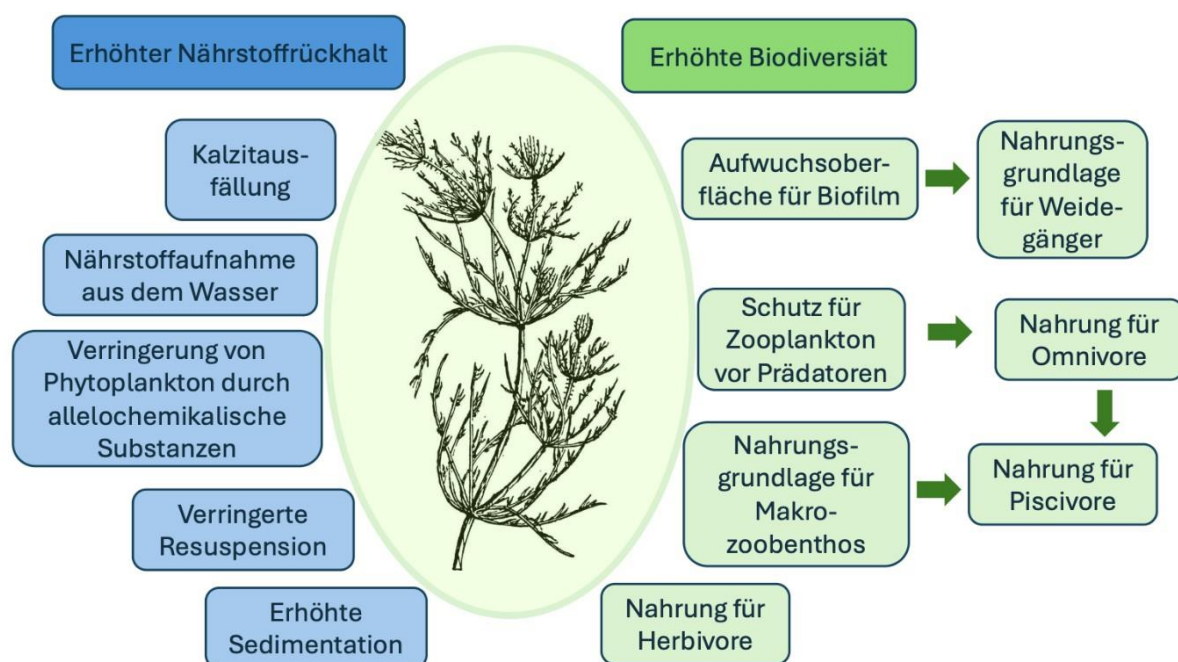 Erhöhter Nährstoffrückhalt
Kalzitaus-
fällung
Nährstoffaufnahme
aus dem Wasser
Verringerung von
Phytoplankton durch
allelochemikalische
Substanzen
Verringerte
Resuspension
Erhöhte
Sedimentation
Erhöhte Biodiversiät
Aufwuchsober-
fläche für Biofilm
Nahrungs-
grundlage
für Weide-
gänger
Schutz für
Zooplankton
vor Prädatoren
Nahrung für
Omnivore
Nahrungs-
grundlage für
Makro-
zoobenthos
Nahrung für
Piscivore
Nahrung für
Herbivore